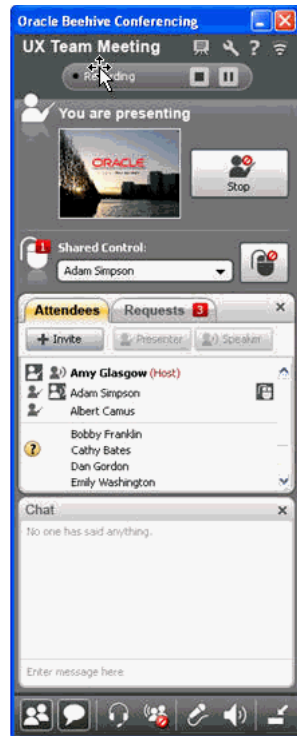 Oracle Beehive Conferencing
UX Team Meeting
Recording
You are presenting
ORACLE
Stop
1
Shared Control:
Adam Simpson
Attendees Requests 3
+ Invite Presenter Speaker
Amy Glasgow (Host)
Adam Simpson
Albert Camus
Bobby Franklin
Cathy Bates
Dan Gordon
Emily Washington
Chat
No one has said anything.
Enter message here